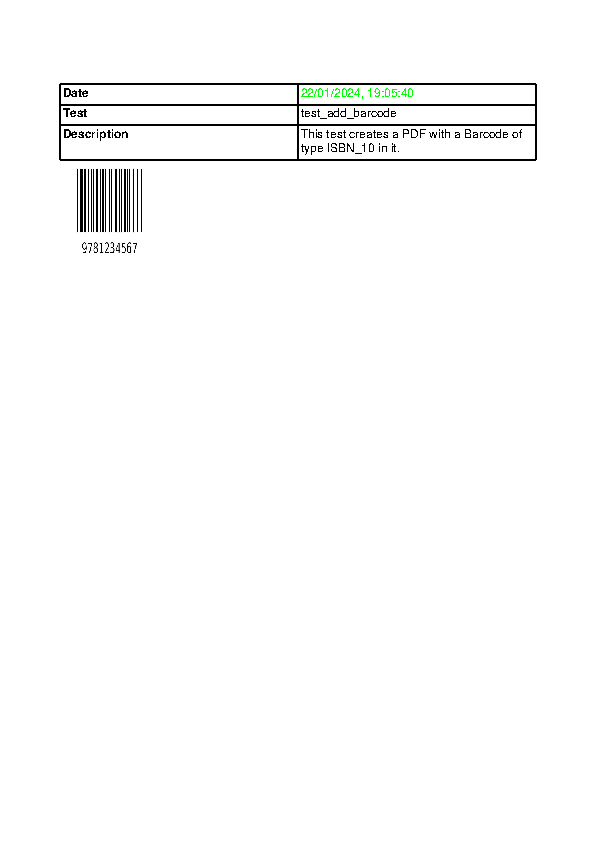 Date 22/01/2024, 19:05:40
Test test_add_barcode
Description This test creates a PDF with a Barcode of
type ISBN_10 in it.
9781234567